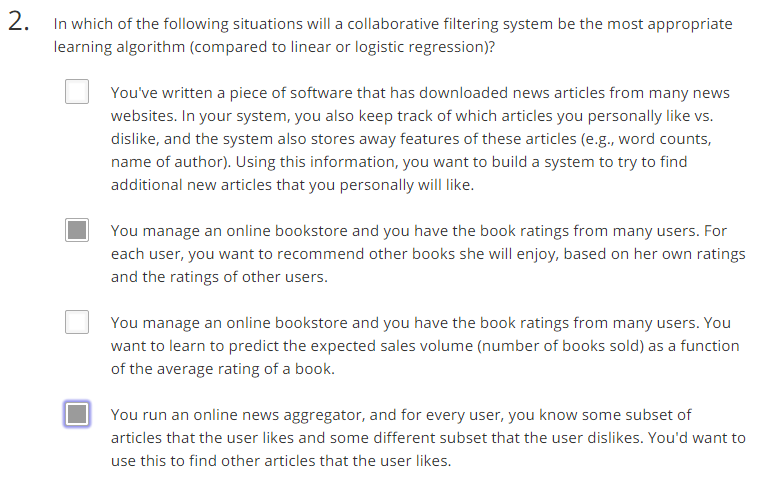 2. In which of the following situations will a collaborative filtering system be the most appropriate
learning algorithm (compared to linear or logistic regression)?
You've written a piece of software that has downloaded news articles from many news
websites. In your system, you also keep track of which articles you personally like vs.
dislike, and the system also stores away features of these articles (e.g., word counts,
name of author). Using this information, you want to build a system to try to find
additional new articles that you personally will like.
You manage an online bookstore and you have the book ratings from many users. For
each user, you want to recommend other books she will enjoy, based on her own ratings
and the ratings of other users.
You manage an online bookstore and you have the book ratings from many users. You
want to learn to predict the expected sales volume (number of books sold) as a function
of the average rating of a book.
You run an online news aggregator, and for every user, you know some subset of
articles that the user likes and some different subset that the user dislikes. You'd want to
use this to find other articles that the user likes.